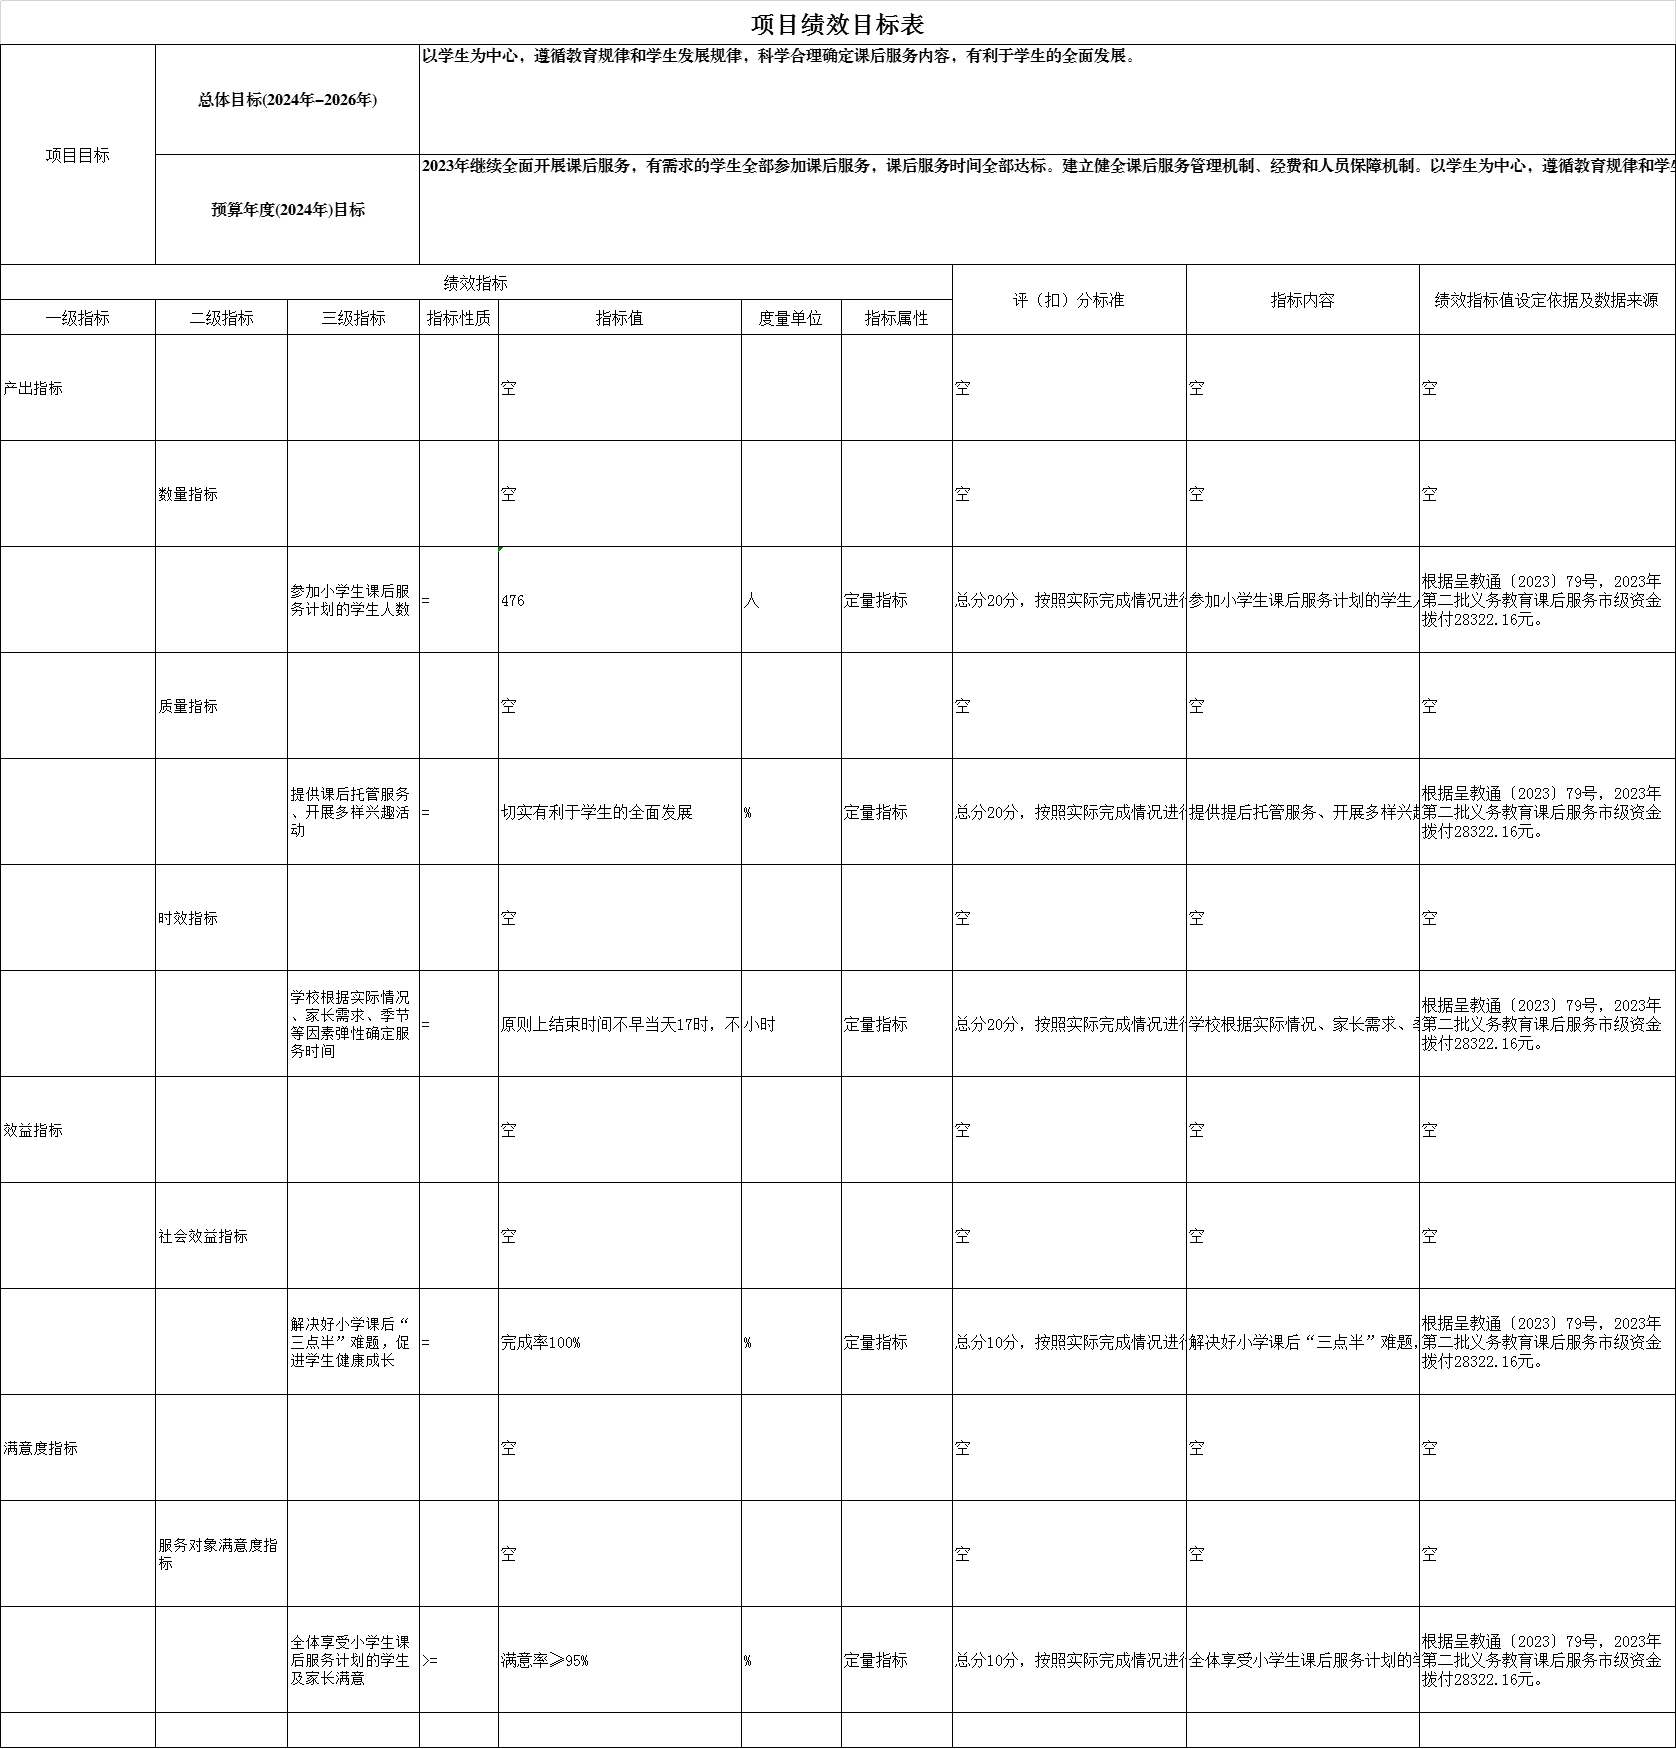 项目绩效目标表
项目目标
总体目标(2024年-2026年)
以学生为中心，遵循教育规律和学生发展规律，科学合理确定课后服务内容，有利于学生的全面发展。
预算年度(2024年)目标
2023年继续全面开展课后服务，有需求的学生全部参加课后服务，课后服务时间全部达标。建立健全课后服务管理机制、经费和人员保障机制。以学生为中心，遵循教育规律和学生
绩效指标
评（扣）分标准
指标内容
绩效指标值设定依据及数据来源
一级指标 二级指标 三级指标 指标性质 指标值 度量单位 指标属性
产出指标 空 空 空 空
数量指标 空 空 空 空
参加小学生课后服
务计划的学生人数
= 476 人 定量指标 总分20分，按照实际完成情况进行 参加小学生课后服务计划的学生
根据呈教通〔2023〕79号，2023年
第二批义务教育课后服务市级资金
拨付28322.16元。
质量指标 空 空 空 空
提供课后托管服务
、开展多样兴趣活
动
= 切实有利于学生的全面发展 % 定量指标 总分20分，按照实际完成情况进行 提供提后托管服务、开展多样兴趣
根据呈教通〔2023〕79号，2023年
第二批义务教育课后服务市级资金
拨付28322.16元。
时效指标 空 空 空 空
学校根据实际情况
、家长需求、季节
等因素弹性确定服
务时间
= 原则上结束时间不早当天17时，不 小时 定量指标 总分20分，按照实际完成情况进行 学校根据实际情况、家长需求、季
根据呈教通〔2023〕79号，2023年
第二批义务教育课后服务市级资金
拨付28322.16元。
效益指标 空 空 空 空
社会效益指标 空 空 空 空
解决好小学课后“
三点半”难题，促
进学生健康成长
= 完成率100% % 定量指标 总分10分，按照实际完成情况进行 解决好小学课后“三点半”难题，
根据呈教通〔2023〕79号，2023年
第二批义务教育课后服务市级资金
拨付28322.16元。
满意度指标 空 空 空 空
服务对象满意度指
标
空 空 空 空
全体享受小学生课
后服务计划的学生
及家长满意
>= 满意率≥95% % 定量指标 总分10分，按照实际完成情况进行 全体享受小学生课后服务计划的学
根据呈教通〔2023〕79号，2023年
第二批义务教育课后服务市级资金
拨付28322.16元。